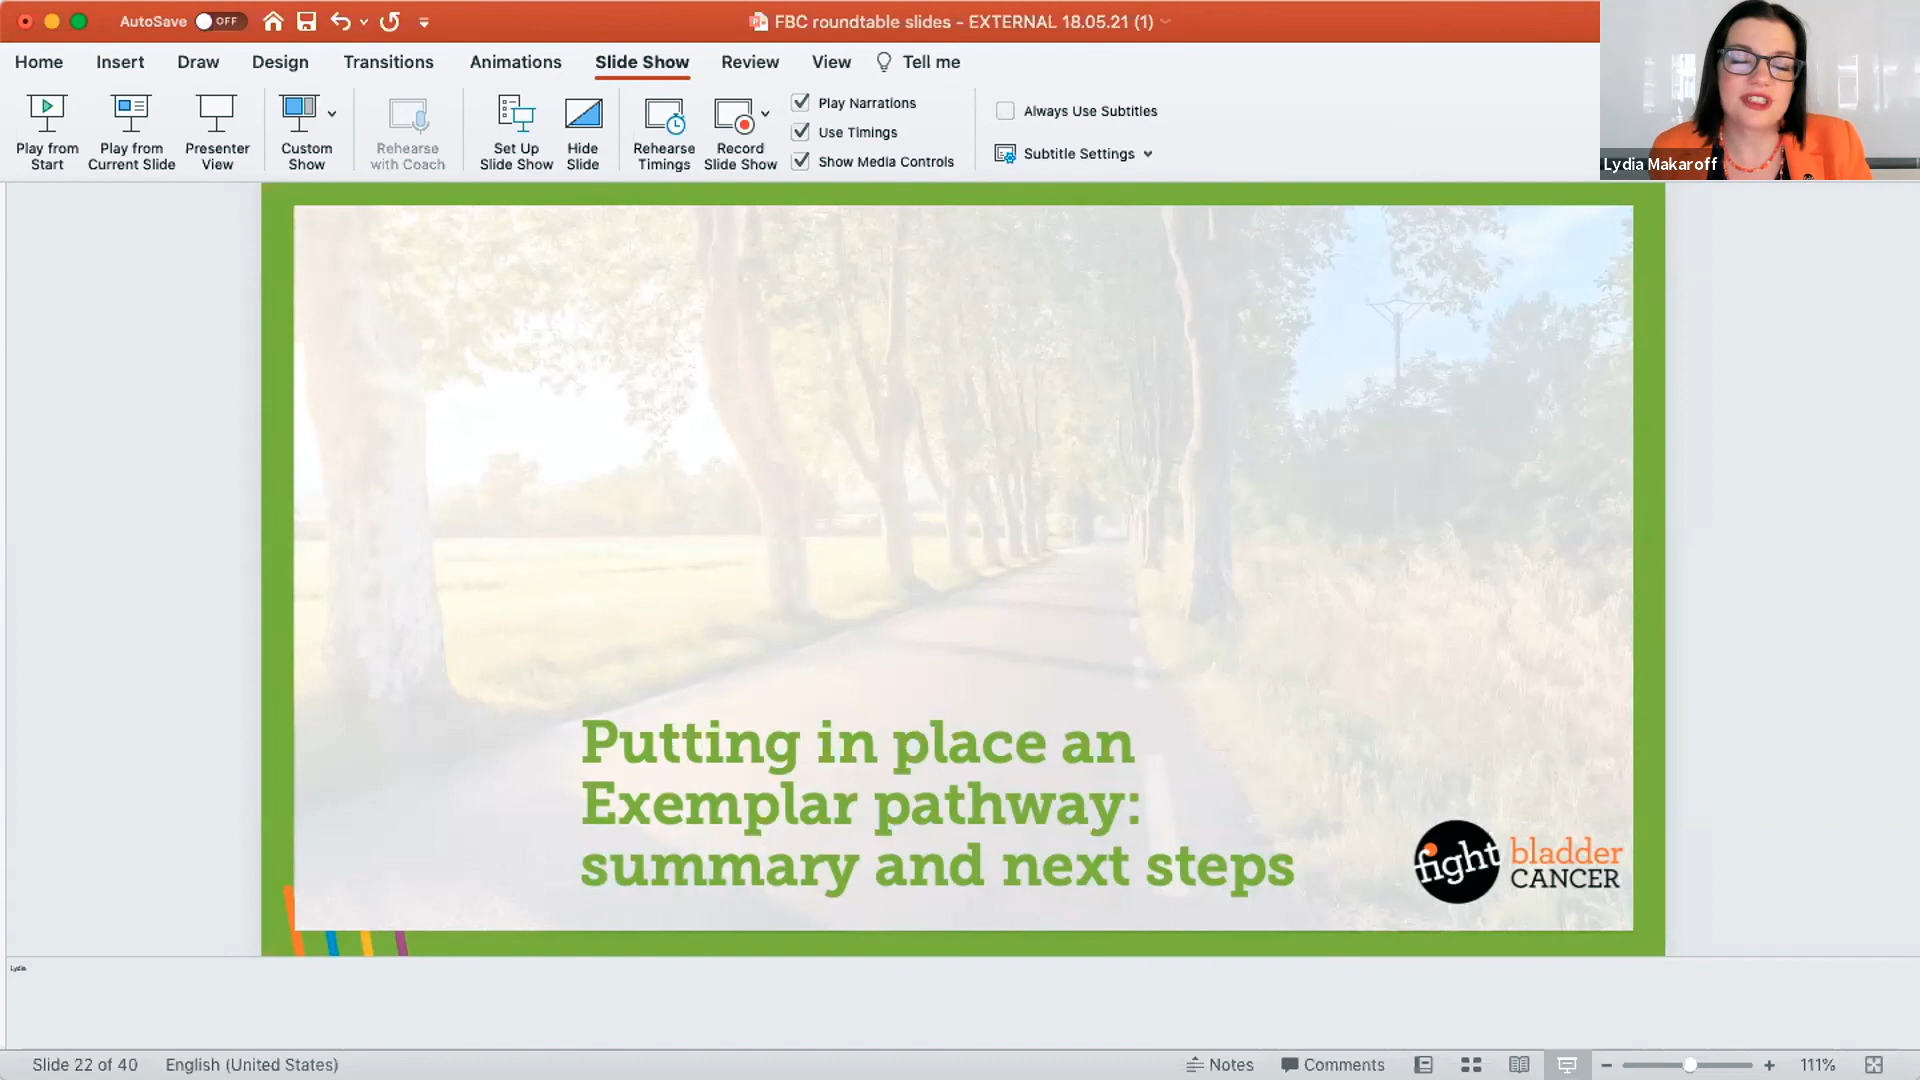 AutoSave OFF
FBC roundtable slides - EXTERNAL 18.05.21 (1)
Home Insert Draw Design Transitions Animations Slide Show Review View Tell me
Play from Start
Play from Current Slide
Presenter View
Custom Show
Rehearse with Coach
Set Up Slide Show
Hide Slide
Rehearse Timings
Record Slide Show
Play Narrations
Use Timings
Show Media Controls
Always Use Subtitles
Subtitle Settings
Lydia Makaroff
Putting in place an
Exemplar pathway:
summary and next steps
fight bladder
CANCER
Lydia
Slide 22 of 40 English (United States) Notes Comments 111%